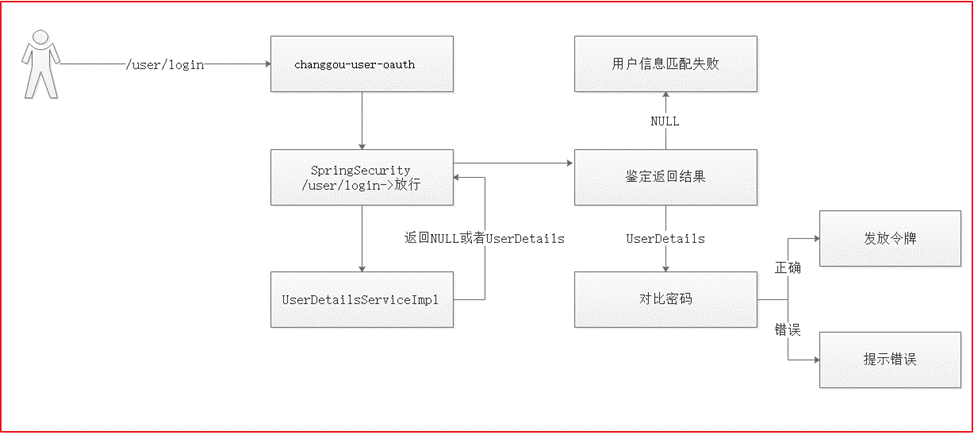 /user/login
changgou-user-oauth
用户信息匹配失败
NULL
SpringSecurity
/user/login->放行
鉴定返回结果
返回NULL或者UserDetails
UserDetails
发放令牌
正确
UserDetailsServiceImpl
对比密码
错误
提示错误